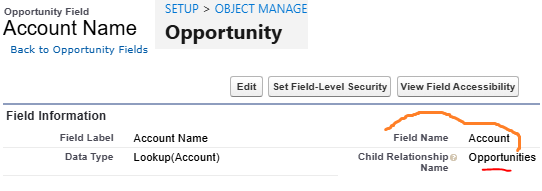 Opportunity Field
Account Name
Back to Opportunity Fields
SETUP > OBJECT MANAGE
Opportunity
Edit Set Field-Level Security View Field Accessibility
Field Information
Field Label Account Name Field Name Account
Data Type Lookup(Account) Child Relationship Name Opportunities